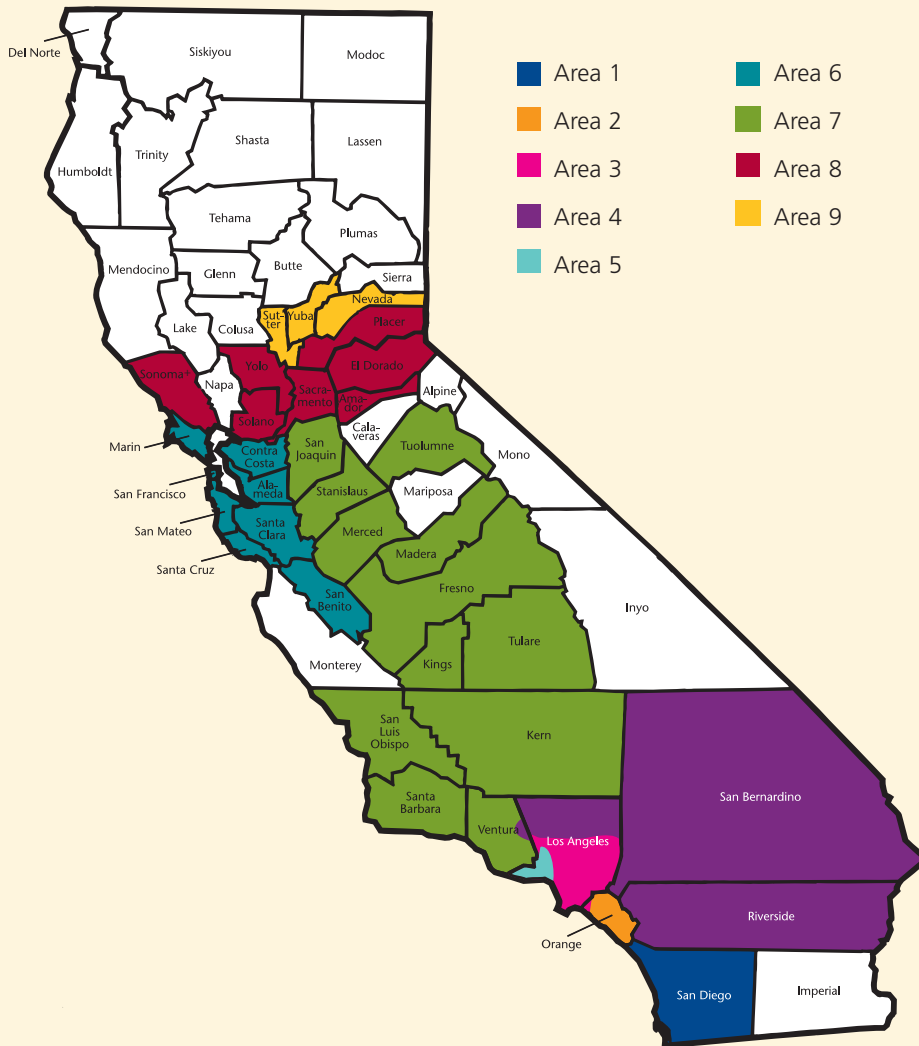 Del Norte
Siskiyou
Modoc
Humboldt
Trinity
Shasta
Lassen
Tehama
Plumas
Mendocino
Glenn
Butte
Sierra
Lake
Colusa
Sut-
ter
Yuba
Nevada
Placer
Sonoma*
Napa
Yolo
El Dorado
Sacra-
mento
Ama-
dor
Alpine
Solano
Cala-
veras
Tuolumne
Mono
Marin
Contra
Costa
San
Joaquin
San Francisco
Ala-
meda
Stanislaus
Mariposa
San Mateo
Santa
Clara
Merced
Santa Cruz
Madera
San
Benito
Fresno
Inyo
Monterey
Kings
Tulare
San
Luis
Obispo
Kern
Santa
Barbara
Ventura
Los Angeles
San Bernardino
Orange
Riverside
San Diego
Imperial
Area 1
Area 2
Area 3
Area 4
Area 5
Area 6
Area 7
Area 8
Area 9